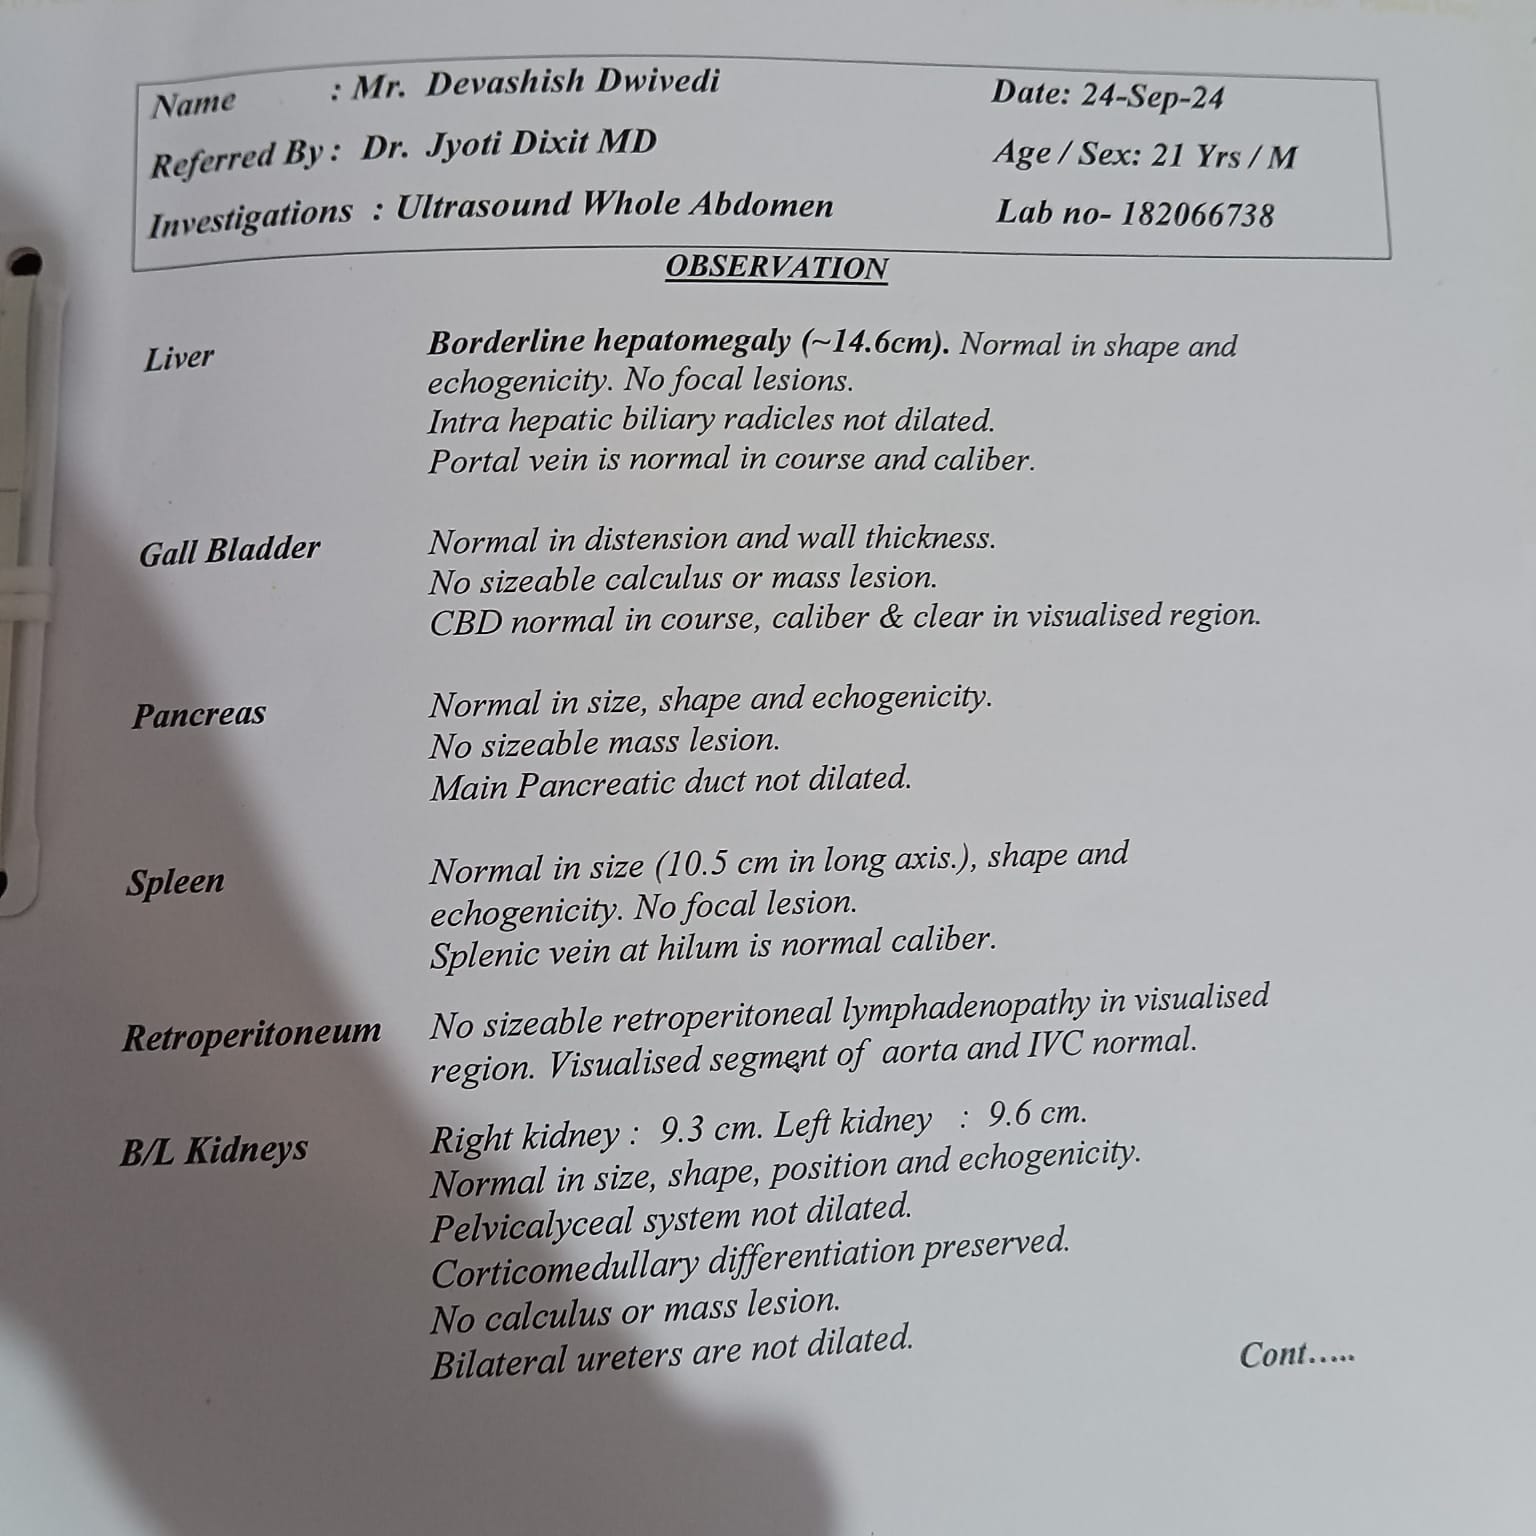 Name : Mr. Devashish Dwivedi Date: 24-Sep-24
Referred By : Dr. Jyoti Dixit MD Age / Sex: 21 Yrs / M
Investigations : Ultrasound Whole Abdomen Lab no- 182066738
OBSERVATION
Liver Borderline hepatomegaly (~14.6cm). Normal in shape and
echogenicity. No focal lesions.
Intra hepatic biliary radicles not dilated.
Portal vein is normal in course and caliber.
Gall Bladder Normal in distension and wall thickness.
No sizeable calculus or mass lesion.
CBD normal in course, caliber & clear in visualised region.
Pancreas Normal in size, shape and echogenicity.
No sizeable mass lesion.
Main Pancreatic duct not dilated.
Spleen Normal in size (10.5 cm in long axis.), shape and
echogenicity. No focal lesion.
Splenic vein at hilum is normal caliber.
Retroperitoneum No sizeable retroperitoneal lymphadenopathy in visualised
region. Visualised segment of aorta and IVC normal.
B/L Kidneys Right kidney : 9.3 cm. Left kidney : 9.6 cm.
Normal in size, shape, position and echogenicity.
Pelvicalyceal system not dilated.
Corticomedullary differentiation preserved.
No calculus or mass lesion.
Bilateral ureters are not dilated.
Cont.....